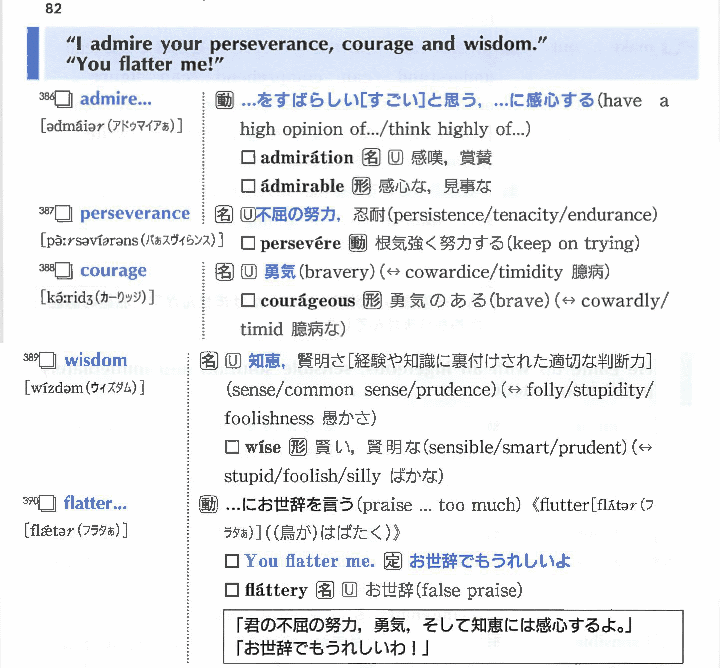 82
"I admire your perseverance, courage and wisdom."
"You flatter me!"
386 □ admire... 動 …をすばらしい[すごい]と思う，…に感心する(have a
[ədmáiər(アドゥマイアぁ)] high opinion of.../think highly of...)
□ admirátion 名 U 感嘆，賞賛
□ ádmirable 形 感心な，見事な
387 □ perseverance 名 U 不屈の努力，忍耐(persistence/tenacity/endurance)
[pə̀ːrsəvíərəns(パぁスヴィらンス)] □ persevére 動 根気強く努力する(keep on trying)
388 □ courage 名 U 勇気(bravery)(↔ cowardice/timidity 臆病)
[kə́ːridʒ(カ～りッジ)] □ courágeous 形 勇気のある(brave)(↔ cowardly/
timid 臆病な)
389 □ wisdom 名 U 知恵，賢明さ[経験や知識に裏付けされた適切な判断力]
[wízdəm(ウィズダム)] (sense/common sense/prudence)(↔ folly/stupidity/
foolishness 愚かさ)
□ wíse 形 賢い，賢明な(sensible/smart/prudent)(↔
stupid/foolish/silly ばかな)
390 □ flatter... 動 …にお世辞を言う(praise ... too much)《flutter[flʌ́tər(フ
[flǽtər(フラタぁ)] ラタぁ)]((鳥が)はばたく)》
□ You flatter me. 定 お世辞でもうれしいよ
□ fláttery 名 U お世辞(false praise)
「君の不屈の努力，勇気，そして知恵には感心するよ。」
「お世辞でもうれしいわ！」